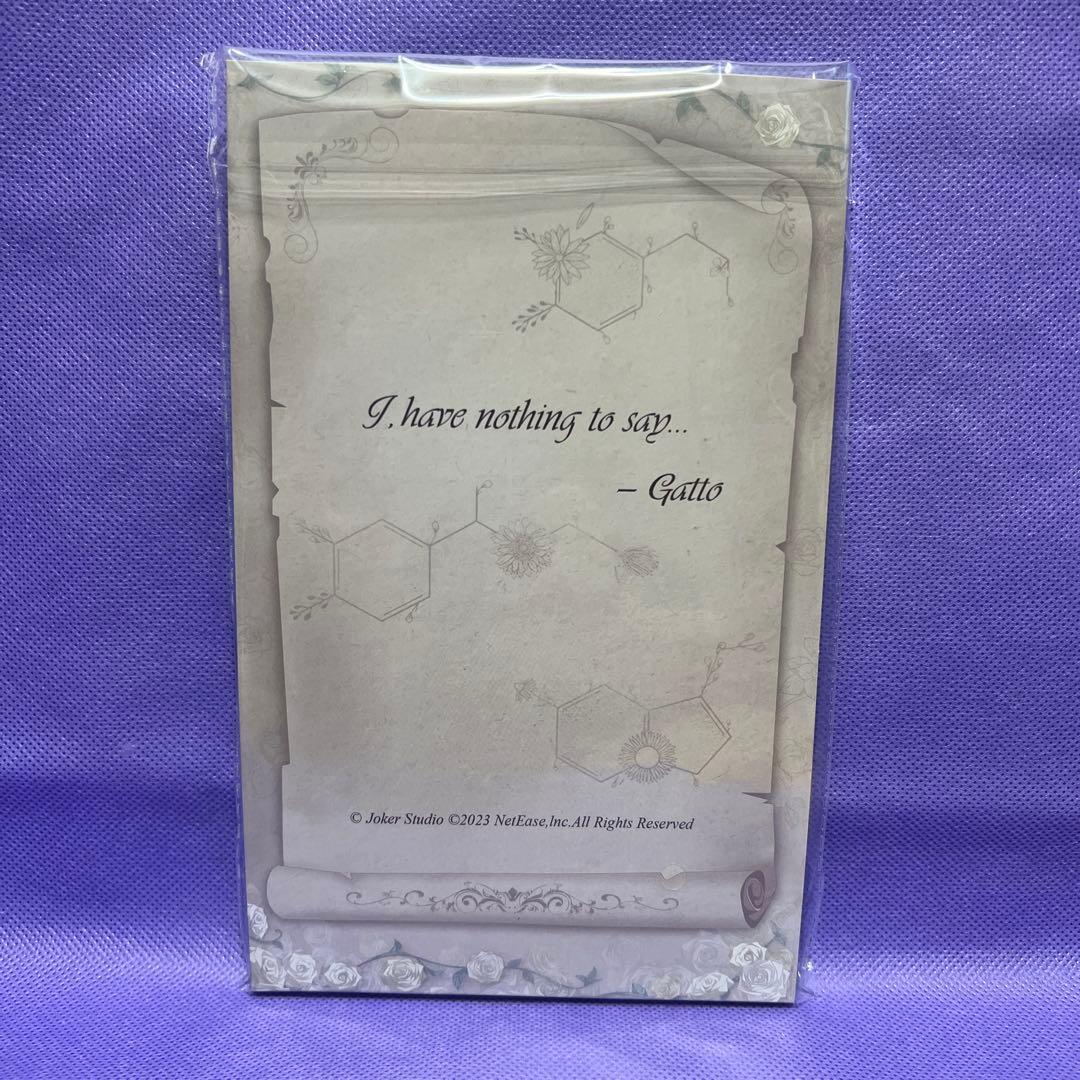 I, have nothing to say...
– Gatto
© Joker Studio ©2023 NetEase,Inc.All Rights Reserved